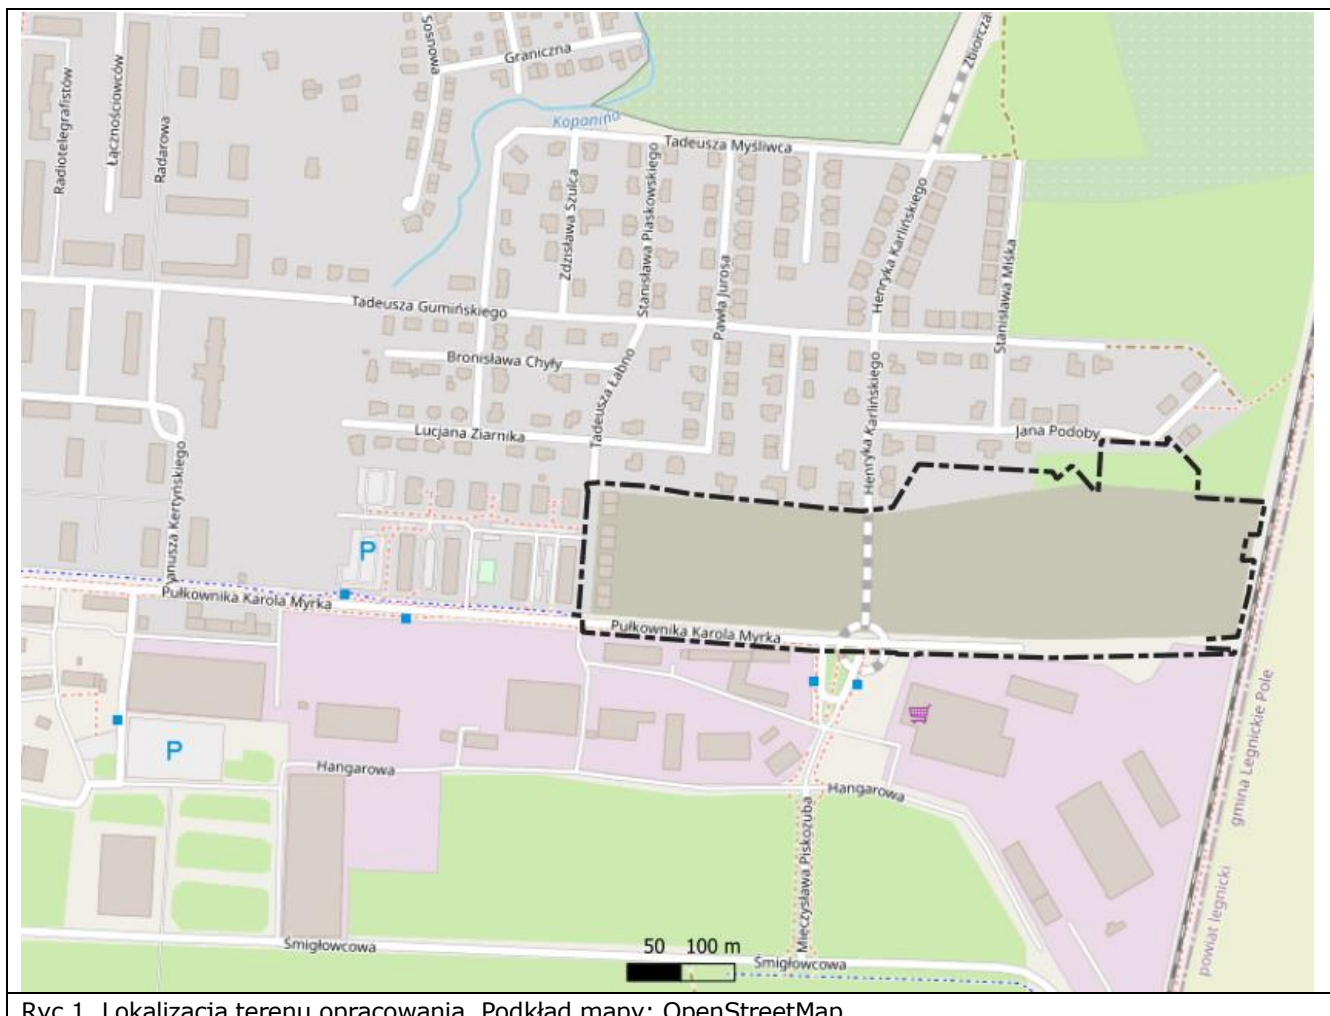 Zbiorcza
Sosnowa
Graniczna
Łącznościowców
Radiotelegrafistów
Radarowa
Kopanina
Tadeusza Myśliwca
Zdzisława Szulca
Stanisława Piaskowskiego
Henryka Karlińskiego
Pawła Jurosa
Stanisława Miśka
Tadeusza Gumińskiego
Bronisława Chyły
Tadeusza Łabno
Henryka Karlińskiego
Lucjana Ziarnika
Jana Podoby
Janusza Kertyńskiego
P
Pułkownika Karola Myrka
Pułkownika Karola Myrka
P
Hangarowa
Hangarowa
gmina Legnickie Pole
Mieczysława Piskozuba
powiat legnicki
Śmigłowcowa
50 100 m
Śmigłowcowa
Ryc.1. Lokalizacja terenu opracowania. Podkład mapy: OpenStreetMap